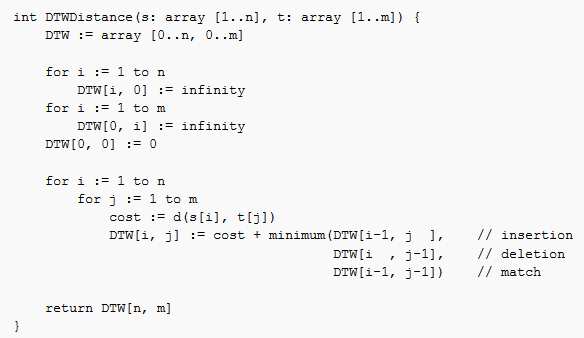 int DTWDistance(s: array [1..n], t: array [1..m]) {
    DTW := array [0..n, 0..m]

    for i := 1 to n
        DTW[i, 0] := infinity
    for i := 1 to m
        DTW[0, i] := infinity
    DTW[0, 0] := 0

    for i := 1 to n
        for j := 1 to m
            cost := d(s[i], t[j])
            DTW[i, j] := cost + minimum(DTW[i-1, j  ],    // insertion
                                        DTW[i  , j-1],    // deletion
                                        DTW[i-1, j-1])    // match

    return DTW[n, m]
}